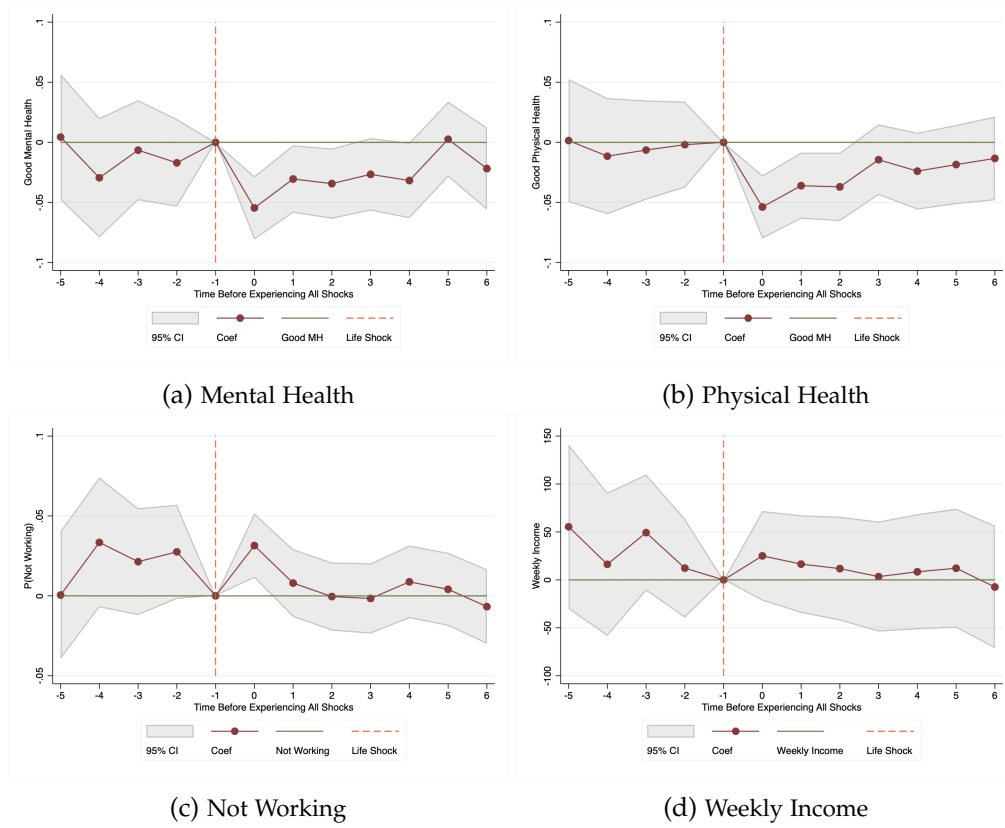 .1
.05
0
-.05
-.1
Good Mental Health
-5 -4 -3 -2 -1 0 1 2 3 4 5 6
Time Before Experiencing All Shocks
95% CI Coef Good MH Life Shock
(a) Mental Health
.1
.05
0
-.05
-.1
Good Physical Health
-5 -4 -3 -2 -1 0 1 2 3 4 5 6
Time Before Experiencing All Shocks
95% CI Coef Good MH Life Shock
(b) Physical Health
.1
.05
0
-.05
P(Not Working)
-5 -4 -3 -2 -1 0 1 2 3 4 5 6
Time Before Experiencing All Shocks
95% CI Coef Not Working Life Shock
(c) Not Working
150
100
50
0
-50
-100
Weekly Income
-5 -4 -3 -2 -1 0 1 2 3 4 5 6
Time Before Experiencing All Shocks
95% CI Coef Weekly Income Life Shock
(d) Weekly Income